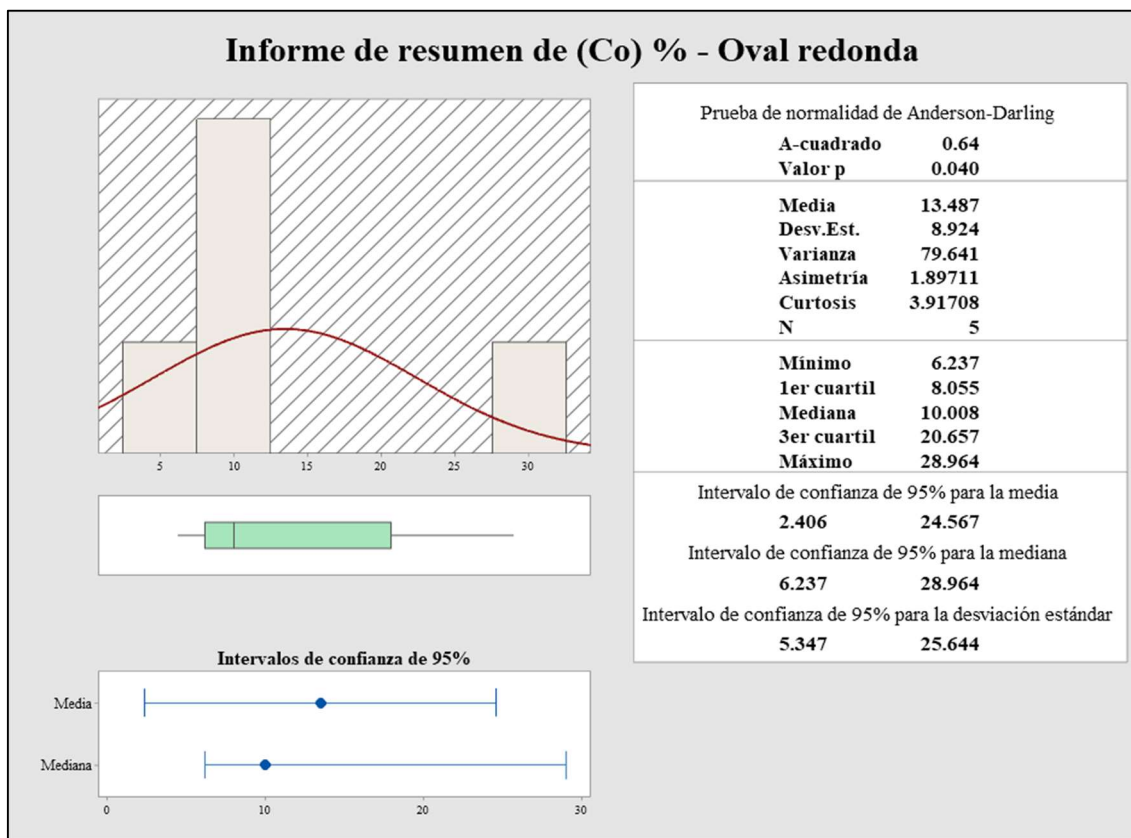 Informe de resumen de (Co) % - Oval redonda
5 10 15 20 25 30
Intervalos de confianza de 95%
Media
Mediana
0 10 20 30
Prueba de normalidad de Anderson-Darling
A-cuadrado 0.64
Valor p 0.040
Media 13.487
Desv.Est. 8.924
Varianza 79.641
Asimetría 1.89711
Curtosis 3.91708
N 5
Mínimo 6.237
1er cuartil 8.055
Mediana 10.008
3er cuartil 20.657
Máximo 28.964
Intervalo de confianza de 95% para la media
2.406 24.567
Intervalo de confianza de 95% para la mediana
6.237 28.964
Intervalo de confianza de 95% para la desviación estándar
5.347 25.644